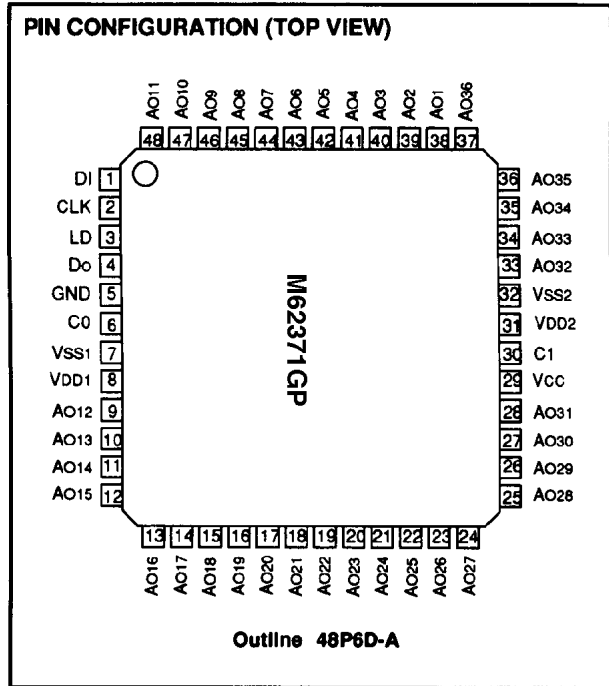 PIN CONFIGURATION (TOP VIEW)
AO11 AO10 AO9 AO8 AO7 AO6 AO5 AO4 AO3 AO2 AO1 AO36
48 47 46 45 44 43 42 41 40 39 38 37
DI 1
CLK 2
LD 3
Do 4
GND 5
C0 6
VSS1 7
VDD1 8
AO12 9
AO13 10
AO14 11
AO15 12
M62371GP
36 AO35
35 AO34
34 AO33
33 AO32
32 VSS2
31 VDD2
30 C1
29 VCC
28 AO31
27 AO30
26 AO29
25 AO28
13 14 15 16 17 18 19 20 21 22 23 24
AO16 AO17 AO18 AO19 AO20 AO21 AO22 AO23 AO24 AO25 AO26 AO27
Outline 48P6D-A